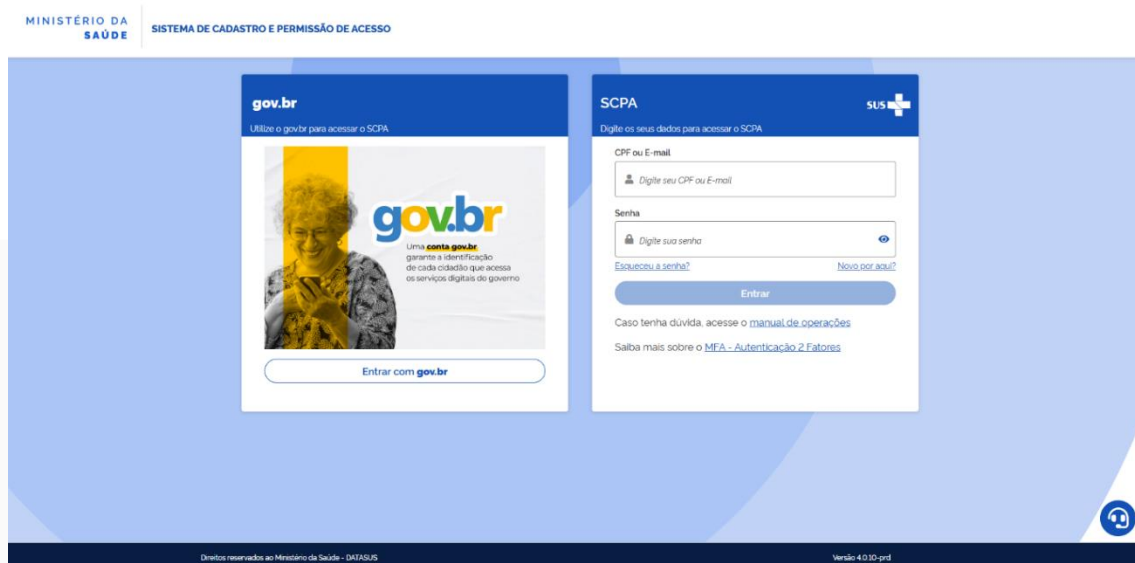 MINISTÉRIO DA
SAÚDE
SISTEMA DE CADASTRO E PERMISSÃO DE ACESSO
gov.br
Utilize o gov.br para acessar o SCPA
gov.br
Uma conta gov.br
garante a identificação
de cada cidadão que acessa
os serviços digitais do governo
Entrar com gov.br
SCPA
SUS
Digite os seus dados para acessar o SCPA
CPF ou E-mail
Digite seu CPF ou E-mail
Senha
Digite sua senha
Esqueceu a senha? Novo por aqui?
Entrar
Caso tenha dúvida, acesse o manual de operações
Saiba mais sobre o MFA - Autenticação 2 Fatores
Direitos reservados ao Ministério da Saúde - DATASUS Versão 4.0.10-prd